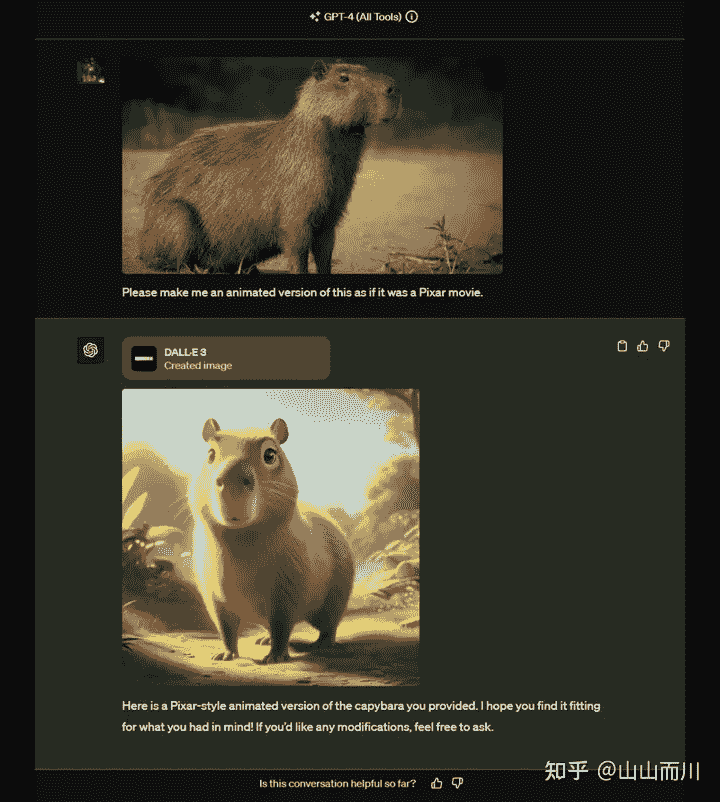 GPT-4 (All Tools)
Please make me an animated version of this as if it was a Pixar movie.
DALL·E 3
Created image
Here is a Pixar-style animated version of the capybara you provided. I hope you find it fitting
for what you had in mind! If you'd like any modifications, feel free to ask.
知乎 @山山而川
Is this conversation helpful so far?